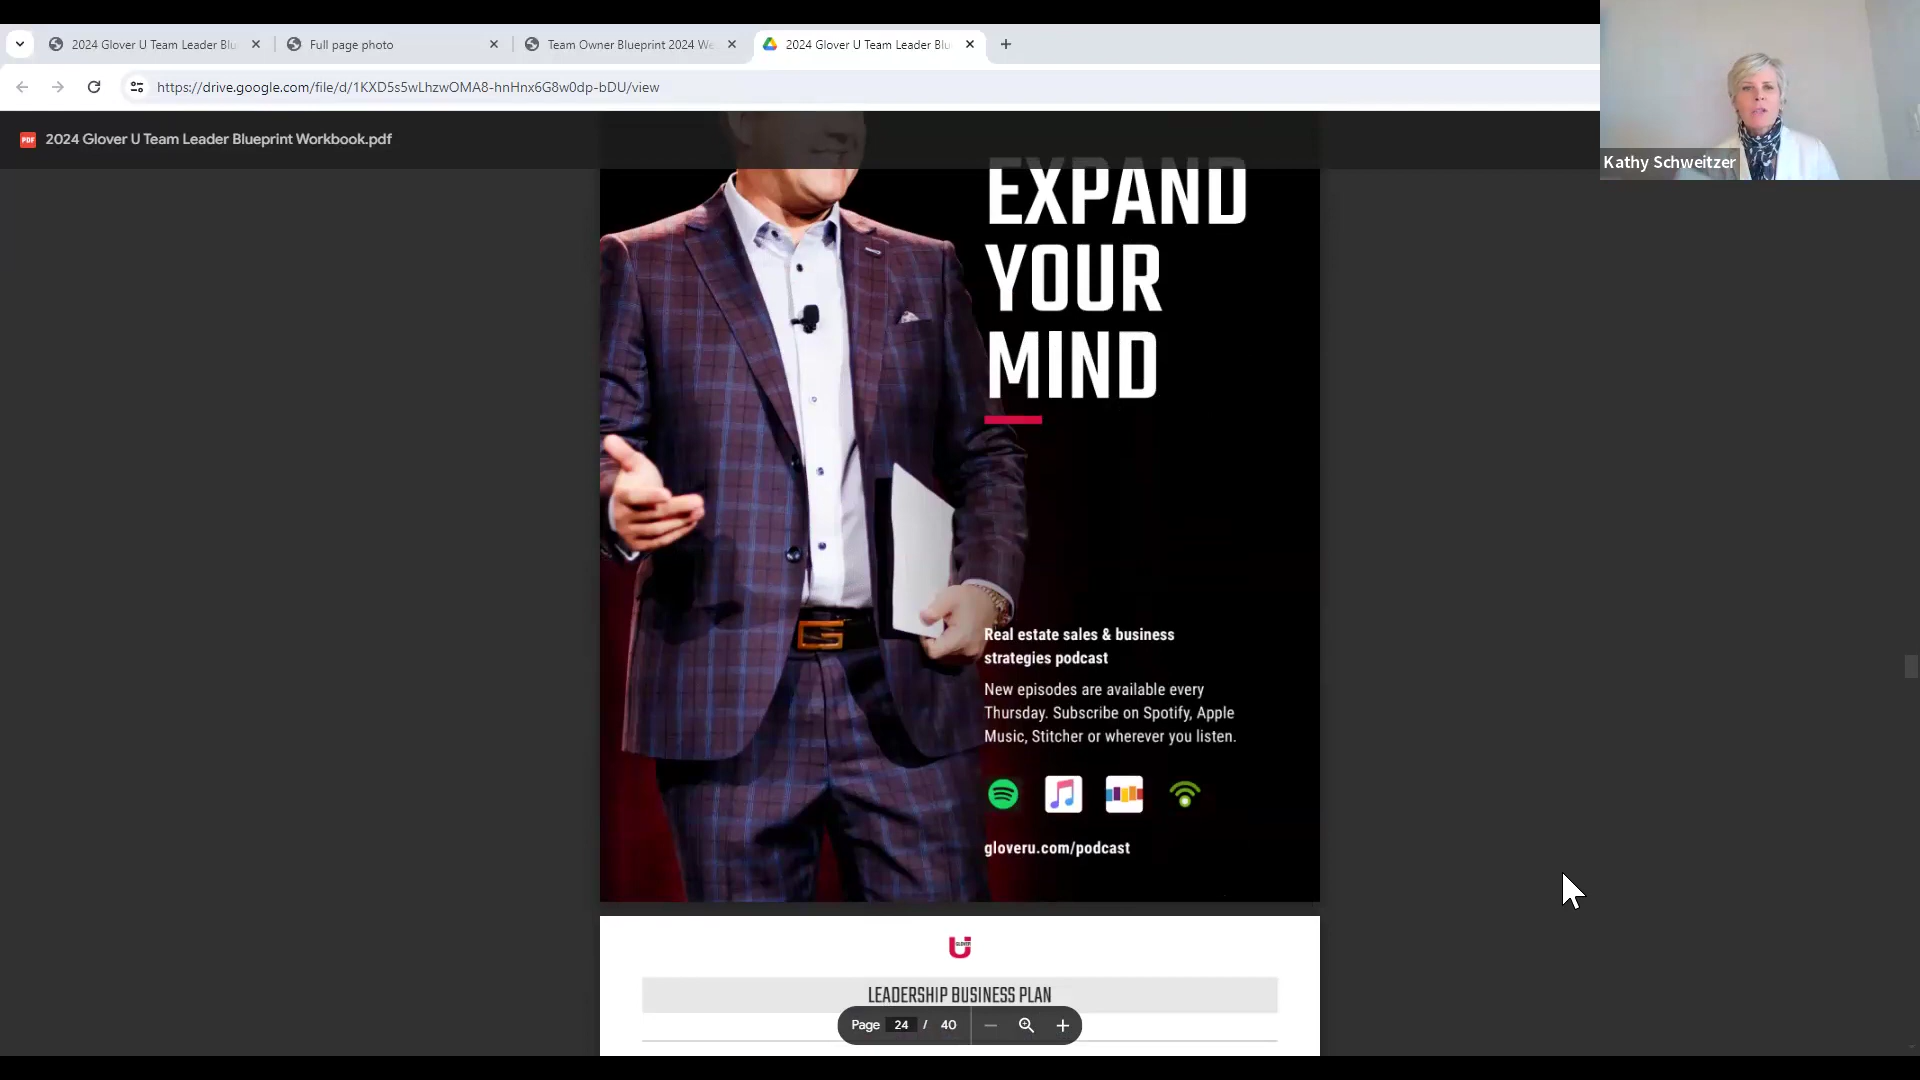 2024 Glover U Team Leader Blu
Full page photo
Team Owner Blueprint 2024 We
2024 Glover U Team Leader Blu
https://drive.google.com/file/d/1KXD5s5wLhzwOMA8-hnHnx6G8w0dp-bDU/view
PDF
2024 Glover U Team Leader Blueprint Workbook.pdf
Kathy Schweitzer
EXPAND
YOUR
MIND
Real estate sales & business
strategies podcast
New episodes are available every
Thursday. Subscribe on Spotify, Apple
Music, Stitcher or wherever you listen.
gloveru.com/podcast
GLOVER
U
LEADERSHIP BUSINESS PLAN
Page 24 / 40